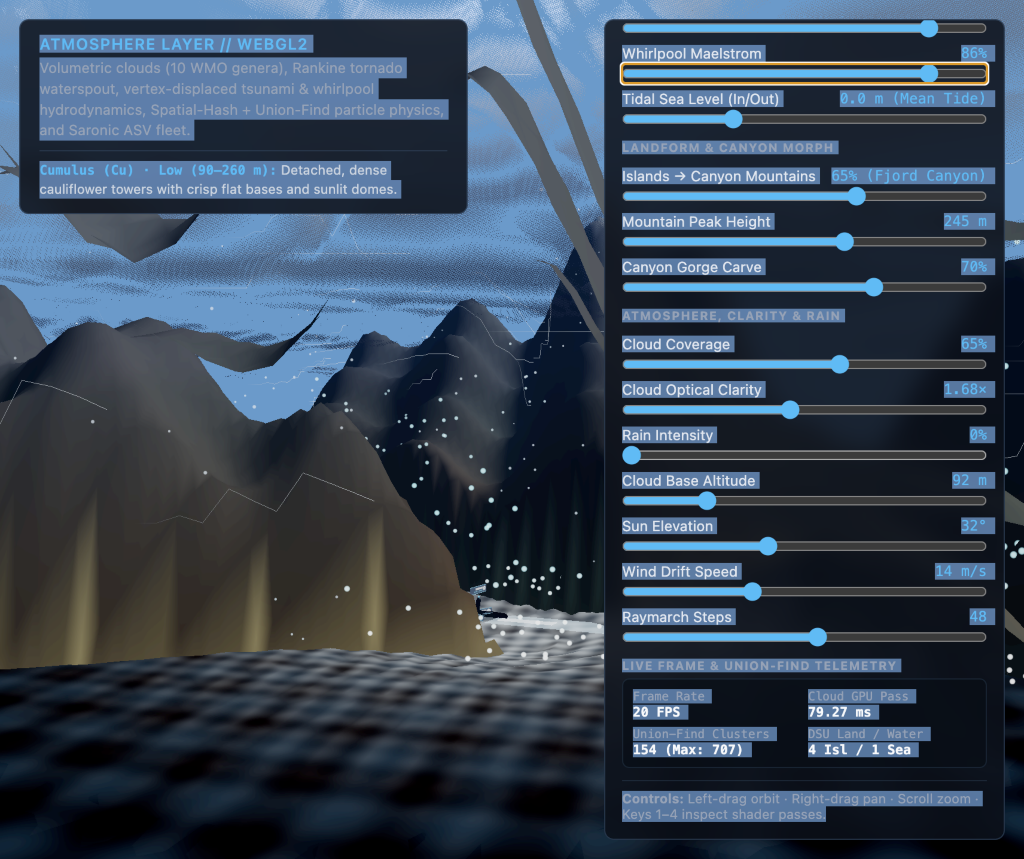 ATMOSPHERE LAYER // WEBGL2
Volumetric clouds (10 WMO genera), Rankine tornado
waterspout, vertex-displaced tsunami & whirlpool
hydrodynamics, Spatial-Hash + Union-Find particle physics,
and Saronic ASV fleet.
Cumulus (Cu) · Low (90–260 m): Detached, dense
cauliflower towers with crisp flat bases and sunlit domes.
Whirlpool Maelstrom 86%
Tidal Sea Level (In/Out) 0.0 m (Mean Tide)
LANDFORM & CANYON MORPH
Islands → Canyon Mountains 65% (Fjord Canyon)
Mountain Peak Height 245 m
Canyon Gorge Carve 70%
ATMOSPHERE, CLARITY & RAIN
Cloud Coverage 65%
Cloud Optical Clarity 1.68×
Rain Intensity 0%
Cloud Base Altitude 92 m
Sun Elevation 32°
Wind Drift Speed 14 m/s
Raymarch Steps 48
LIVE FRAME & UNION-FIND TELEMETRY
Frame Rate Cloud GPU Pass
20 FPS 79.27 ms
Union-Find Clusters DSU Land / Water
154 (Max: 707) 4 Isl / 1 Sea
Controls: Left-drag orbit · Right-drag pan · Scroll zoom ·
Keys 1–4 inspect shader passes.